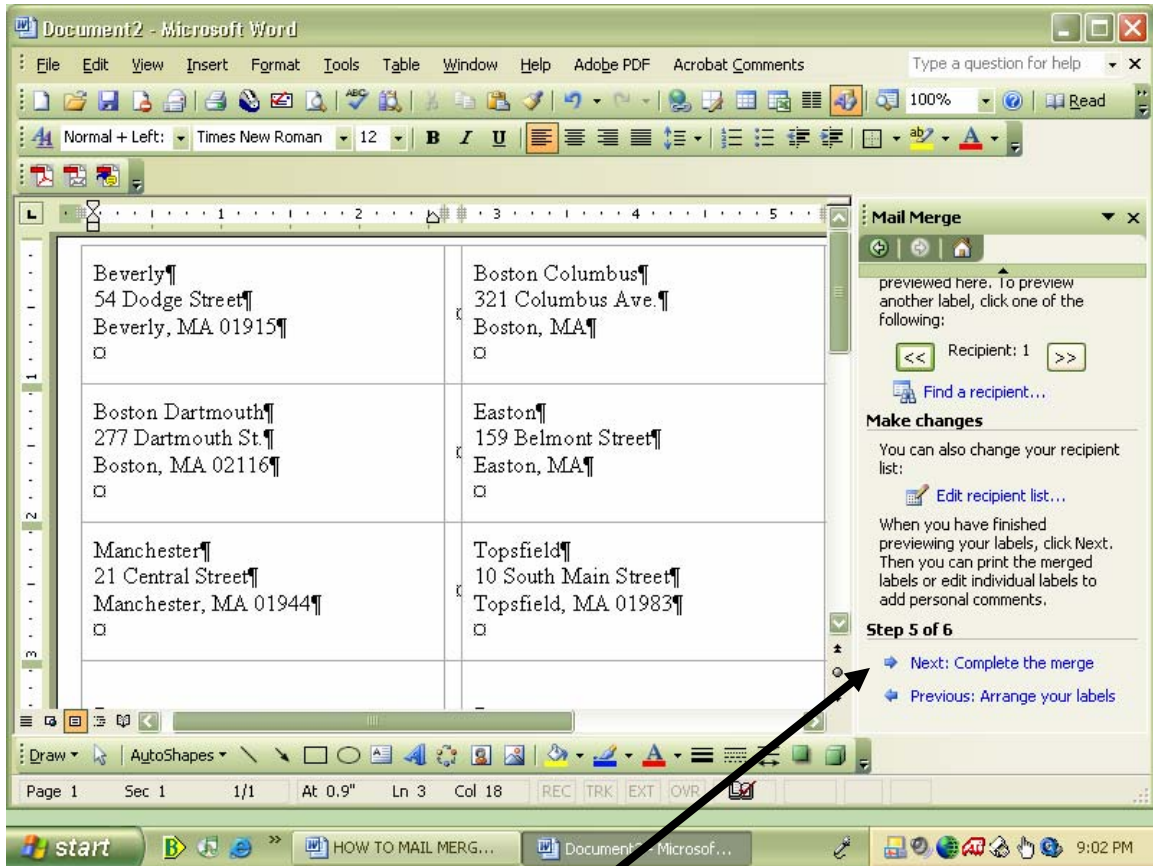 Document2 - Microsoft Word
File Edit View Insert Format Tools Table Window Help Adobe PDF Acrobat Comments Type a question for help
100% Read
Normal + Left: Times New Roman 12 B I U
1 2 3 4 5
Beverly¶
54 Dodge Street¶
Beverly, MA 01915¶
¤
Boston Columbus¶
321 Columbus Ave.¶
Boston, MA¶
¤
Boston Dartmouth¶
277 Dartmouth St.¶
Boston, MA 02116¶
¤
Easton¶
159 Belmont Street¶
Easton, MA¶
¤
Manchester¶
21 Central Street¶
Manchester, MA 01944¶
¤
Topsfield¶
10 South Main Street¶
Topsfield, MA 01983¶
¤
Mail Merge
previewed here. To preview
another label, click one of the
following:
<< Recipient: 1 >>
Find a recipient...
Make changes
You can also change your recipient
list:
Edit recipient list...
When you have finished
previewing your labels, click Next.
Then you can print the merged
labels or edit individual labels to
add personal comments.
Step 5 of 6
Next: Complete the merge
Previous: Arrange your labels
Draw AutoShapes
Page 1 Sec 1 1/1 At 0.9" Ln 3 Col 18 REC TRK EXT OVR
start HOW TO MAIL MERG... Document2 - Microsof... 9:02 PM